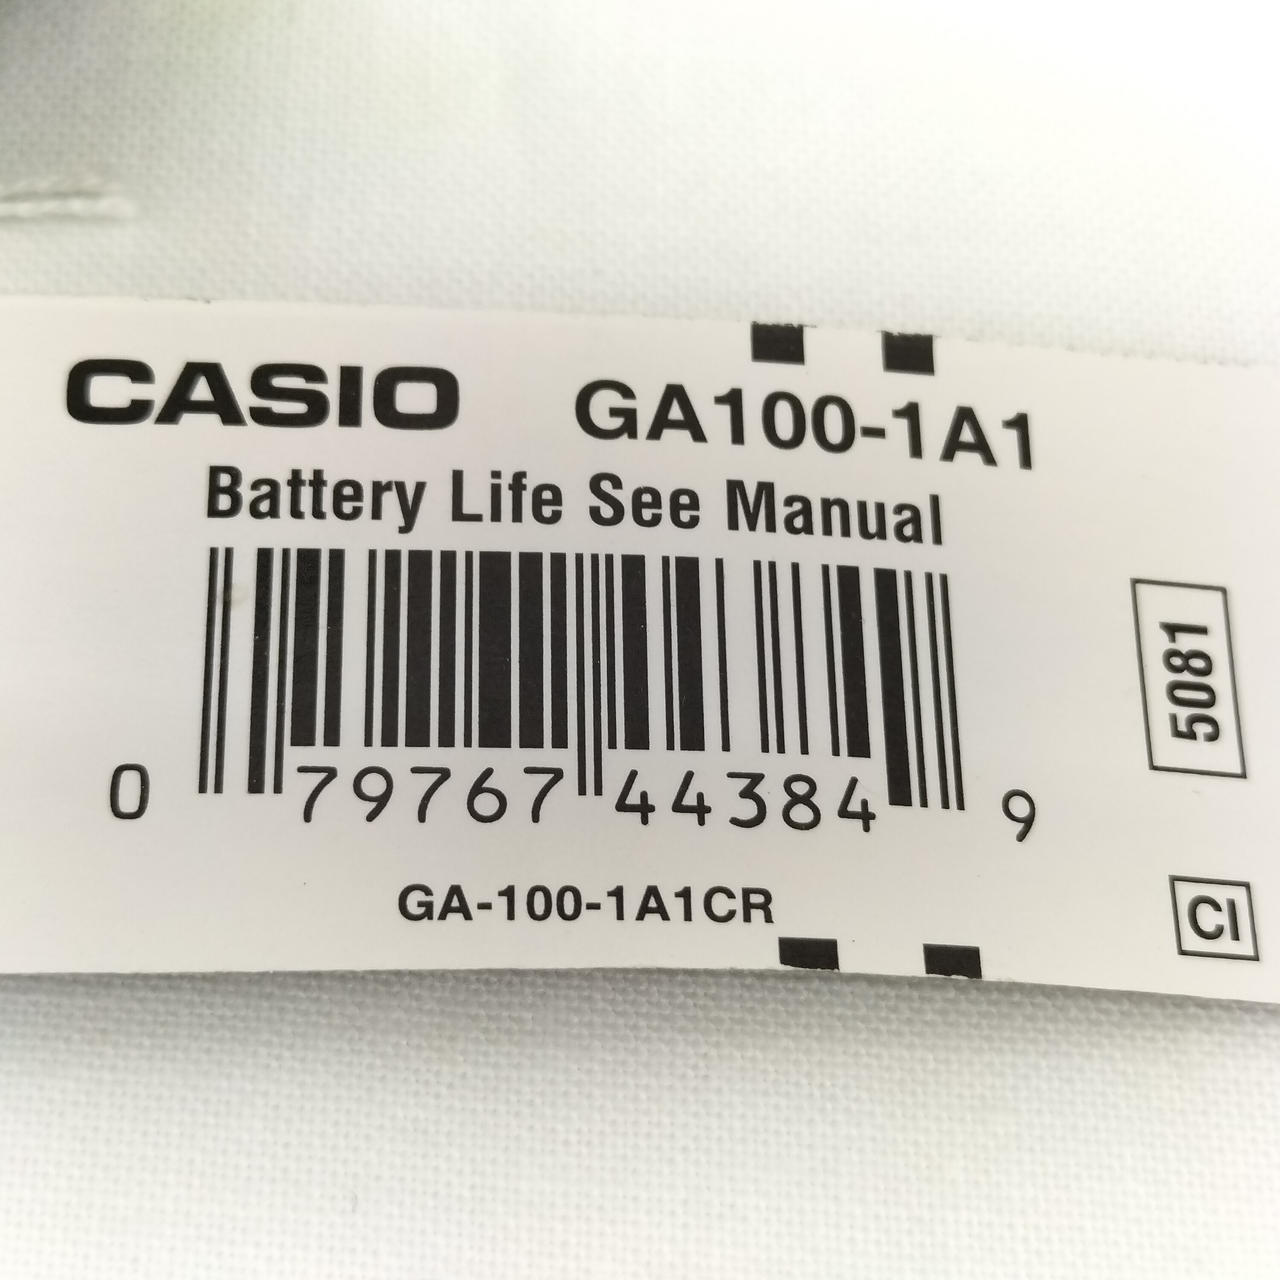 CASIO GA100-1A1
Battery Life See Manual
0 79767 44384 9
GA-100-1A1CR
5081
CI